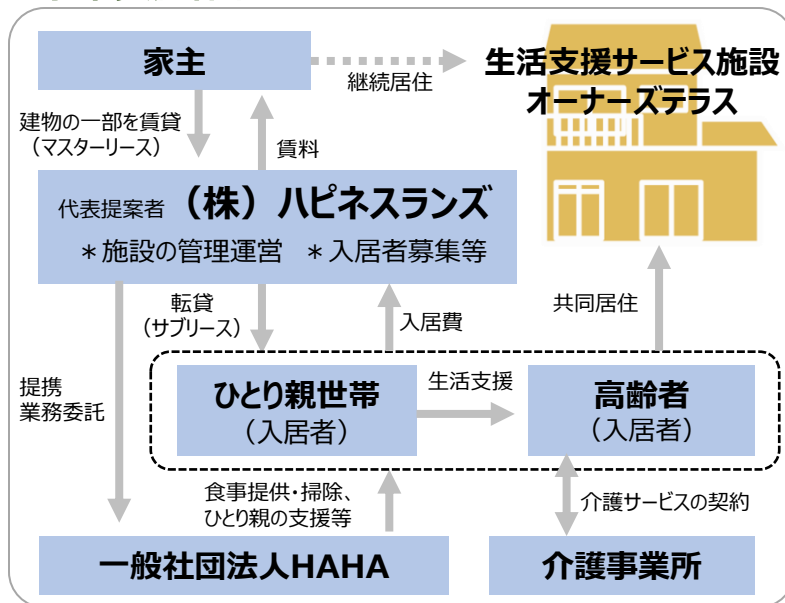 家主
継続居住
生活支援サービス施設
オーナーズテラス
建物の一部を賃貸
（マスターリース）
賃料
代表提案者 （株）ハピネスランズ
＊施設の管理運営 ＊入居者募集等
転貸
（サブリース）
入居費
共同居住
提携
業務委託
ひとり親世帯
（入居者）
生活支援
高齢者
（入居者）
食事提供・掃除、
ひとり親の支援等
介護サービスの契約
一般社団法人HAHA
介護事業所